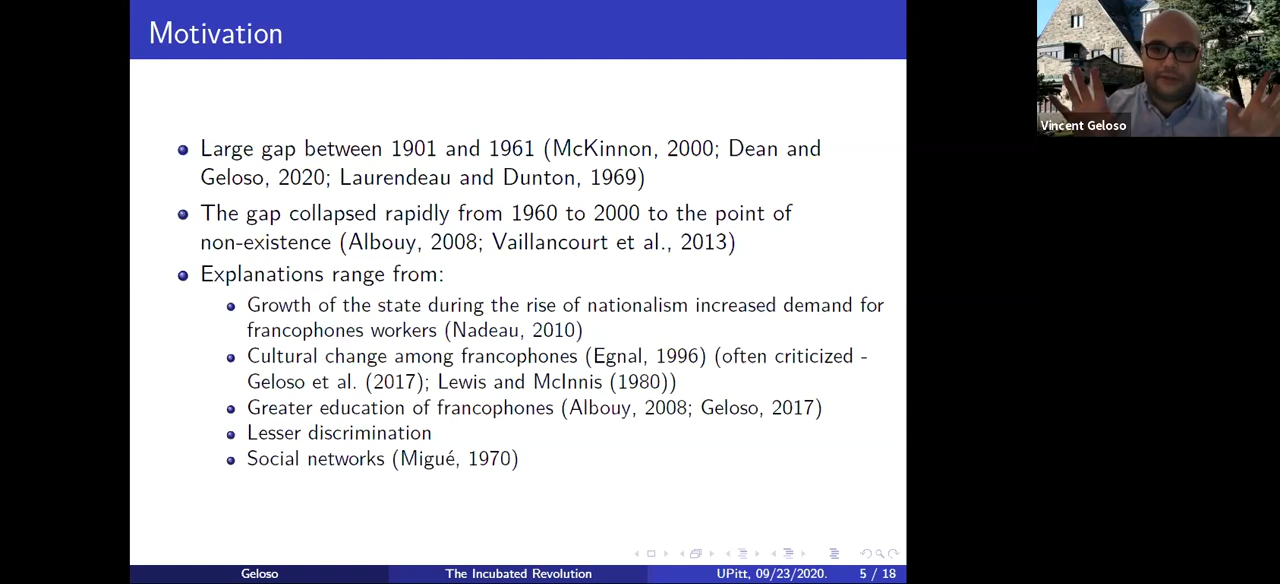 Motivation
Vincent Geloso
Large gap between 1901 and 1961 (McKinnon, 2000; Dean and
Geloso, 2020; Laurendeau and Dunton, 1969)
The gap collapsed rapidly from 1960 to 2000 to the point of
non-existence (Albouy, 2008; Vaillancourt et al., 2013)
Explanations range from:
Growth of the state during the rise of nationalism increased demand for
francophones workers (Nadeau, 2010)
Cultural change among francophones (Egnal, 1996) (often criticized -
Geloso et al. (2017); Lewis and McInnis (1980))
Greater education of francophones (Albouy, 2008; Geloso, 2017)
Lesser discrimination
Social networks (Migué, 1970)
Geloso
The Incubated Revolution
UPitt, 09/23/2020.
5 / 18